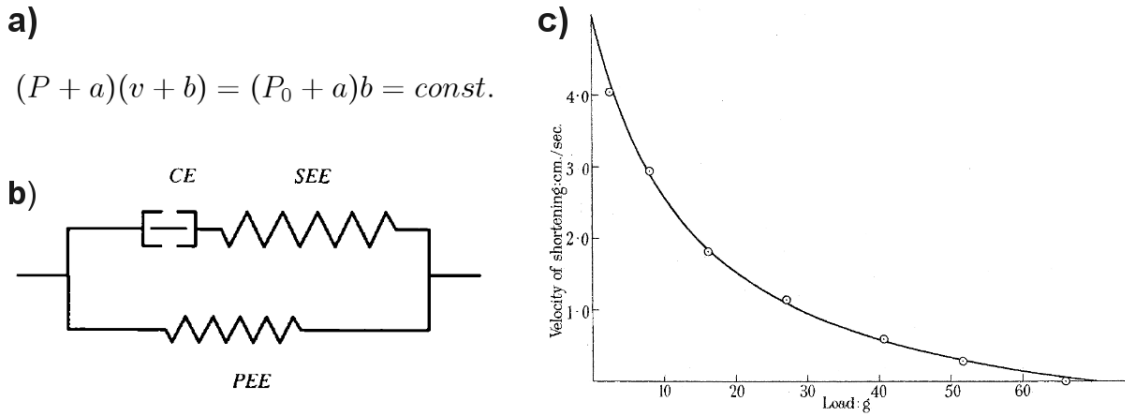 a)
(P + a)(v + b) = (P₀ + a)b = const.
b)
CE SEE
PEE
c)
Velocity of shortening:cm./sec.
4·0
3 0
2·0
1·0
10 20 30 40 50 60
Load:g